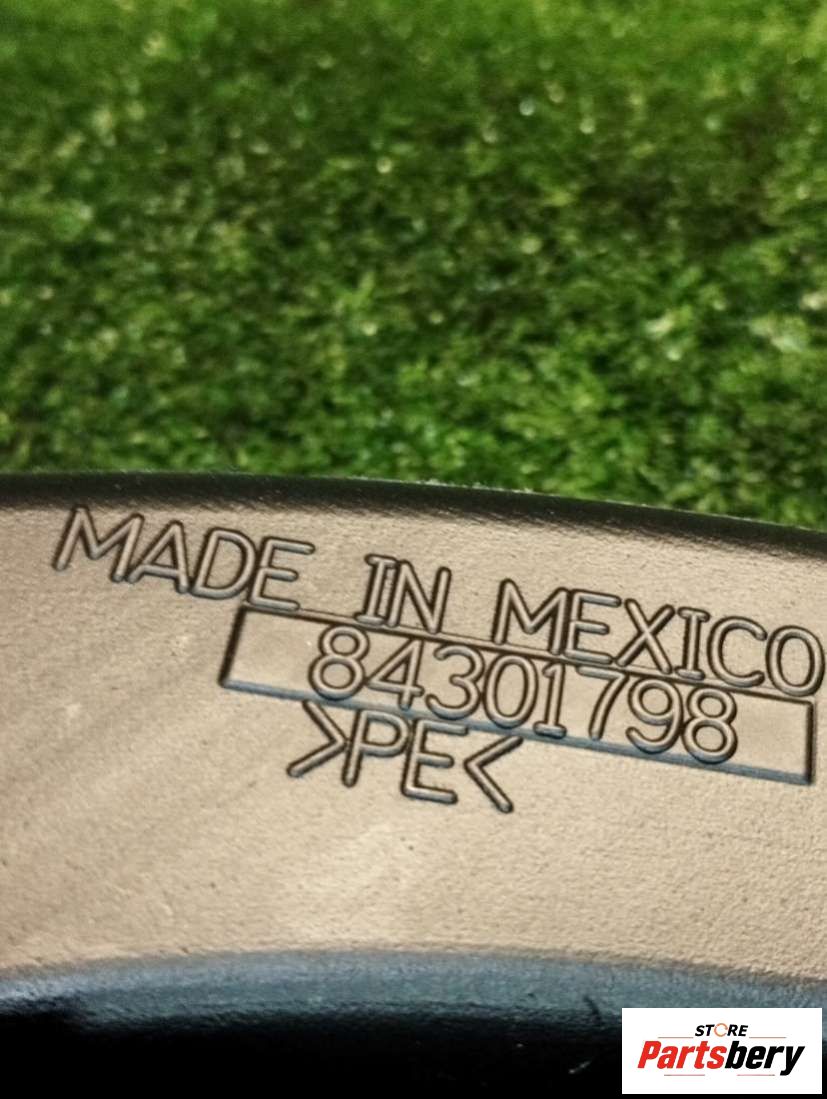 MADE IN MEXICO
84301798
>PE<
STORE
Partsbery